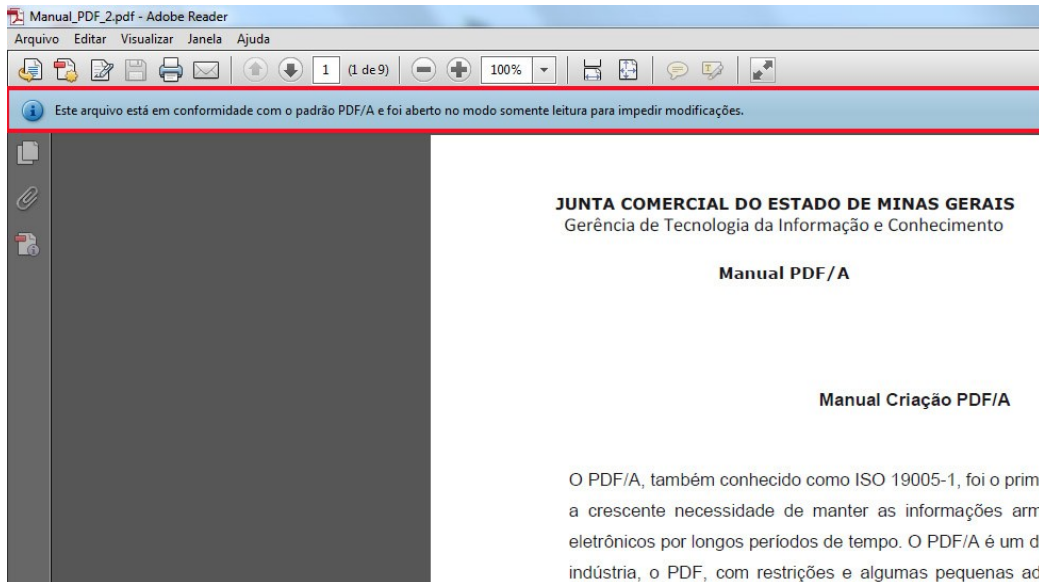 Manual_PDF_2.pdf - Adobe Reader
Arquivo Editar Visualizar Janela Ajuda
1 (1 de 9) 100%
Este arquivo está em conformidade com o padrão PDF/A e foi aberto no modo somente leitura para impedir modificações.
JUNTA COMERCIAL DO ESTADO DE MINAS GERAIS
Gerência de Tecnologia da Informação e Conhecimento
Manual PDF/A
Manual Criação PDF/A
O PDF/A, também conhecido como ISO 19005-1, foi o prim
a crescente necessidade de manter as informações arm
eletrônicos por longos períodos de tempo. O PDF/A é um d
indústria, o PDF, com restrições e algumas pequenas ad